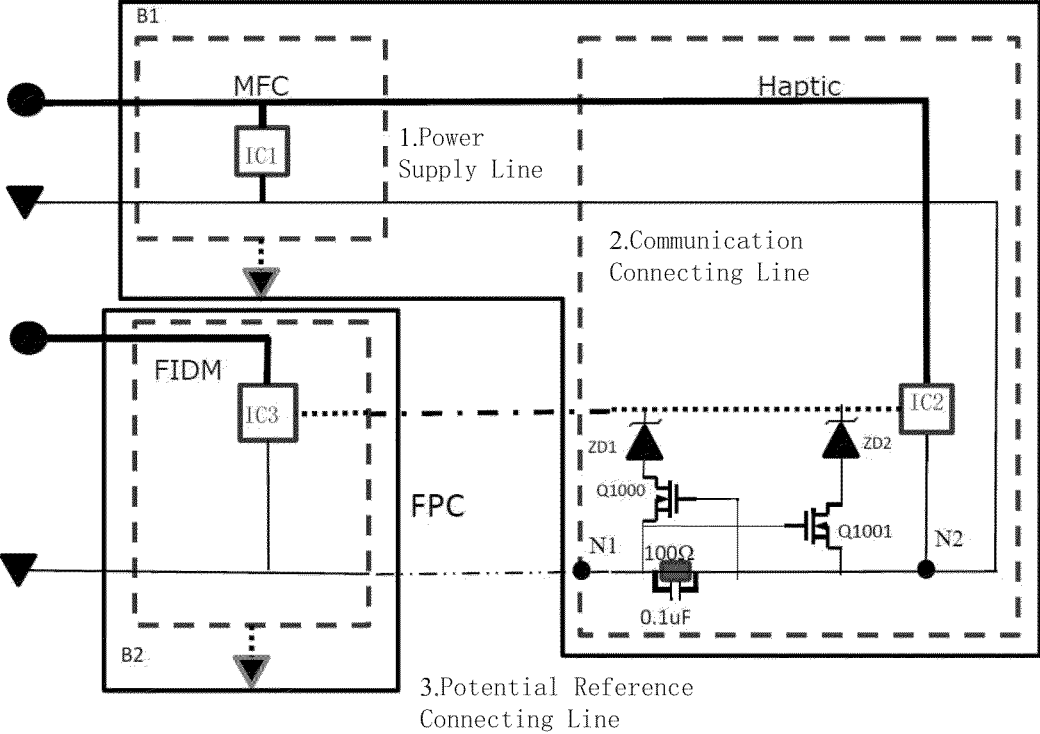 B1
MFC
Haptic
IC1
1.Power
Supply Line
2.Communication
Connecting Line
FIDM
IC3
IC2
ZD1
ZD2
Q1000
FPC
Q1001
N1
N2
100Ω
0.1uF
B2
3.Potential Reference
Connecting Line